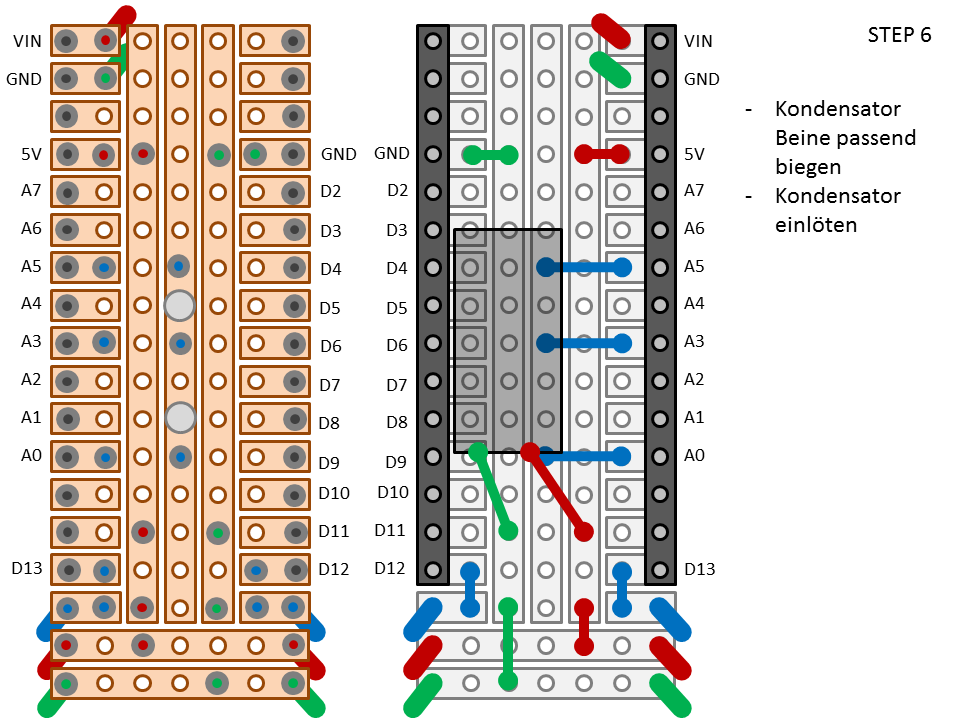 STEP 6
VIN
GND
5V
A7
A6
A5
A4
A3
A2
A1
A0
D13
GND
D2
D3
D4
D5
D6
D7
D8
D9
D10
D11
D12
GND
D2
D3
D4
D5
D6
D7
D8
D9
D10
D11
D12
VIN
GND
5V
A7
A6
A5
A4
A3
A2
A1
A0
D13
- Kondensator
Beine passend
biegen
- Kondensator
einlöten